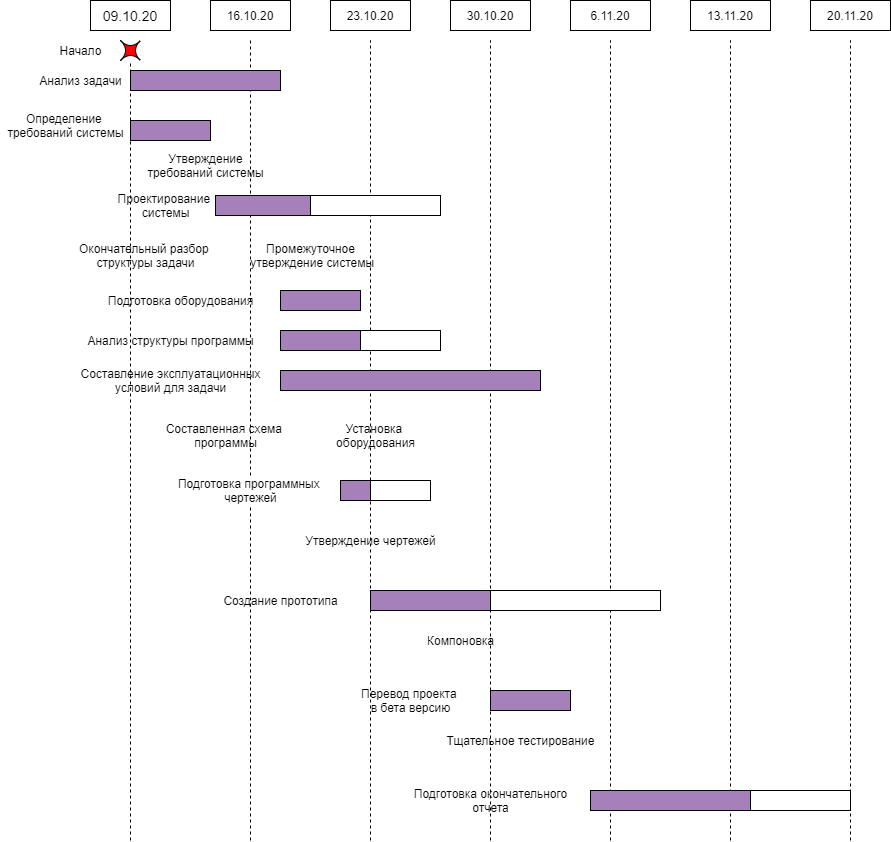 09.10.20
16.10.20
23.10.20
30.10.20
6.11.20
13.11.20
20.11.20
Начало
Анализ задачи
Определение
требований системы
Утверждение
требований системы
Проектирование
системы
Окончательный разбор
структуры задачи
Промежуточное
утверждение системы
Подготовка оборудования
Анализ структуры программы
Составление эксплуатационных
условий для задачи
Составленная схема
программы
Установка
оборудования
Подготовка программных
чертежей
Утверждение чертежей
Создание прототипа
Компоновка
Перевод проекта
в бета версию
Тщательное тестирование
Подготовка окончательного
отчета